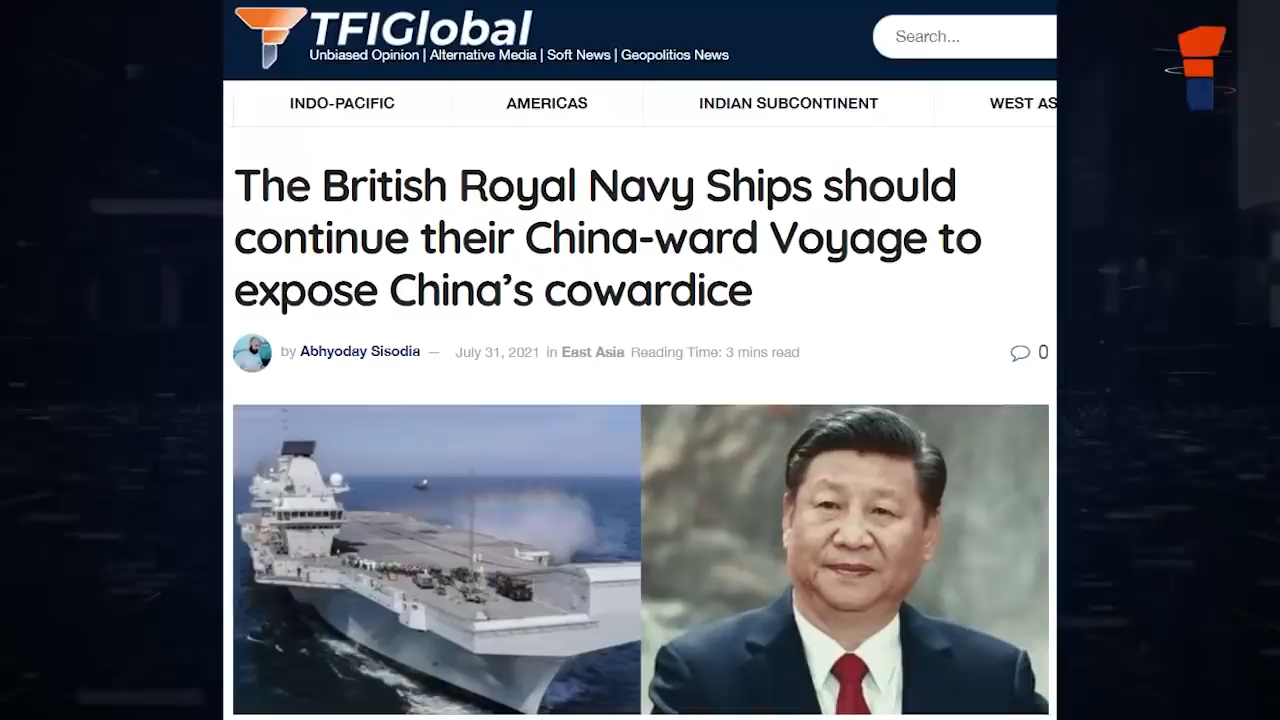 TFIGlobal
Unbiased Opinion | Alternative Media | Soft News | Geopolitics News
Search...
INDO-PACIFIC
AMERICAS
INDIAN SUBCONTINENT
WEST AS
The British Royal Navy Ships should
continue their China-ward Voyage to
expose China's cowardice
by Abhyoday Sisodia — July 31, 2021 in East Asia Reading Time: 3 mins read
0